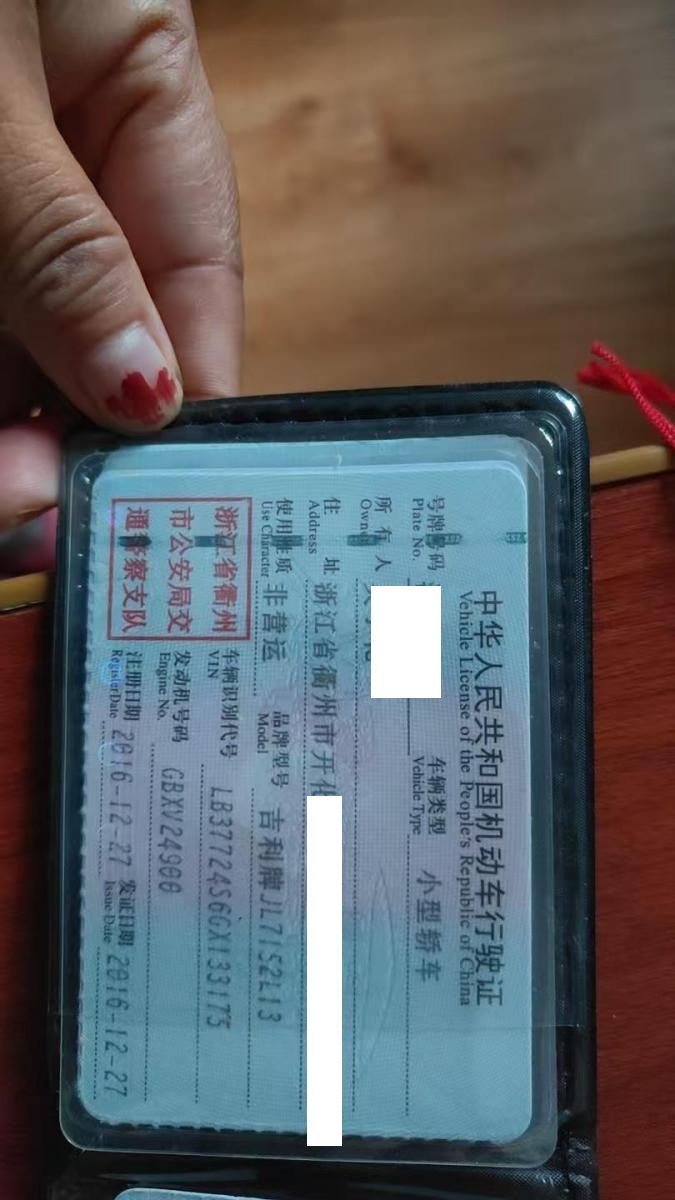 中华人民共和国机动车行驶证
Vehicle License of the People's Republic of China
号牌号码
Plate No.
车辆类型 小型轿车
Vehicle Type
所有人
Owner
住址 浙江省衢州市开化
Address
使用性质 非营运 品牌型号 吉利牌JL7152L13
Use Character Model
浙江省衢州
市公安局交
通警察支队
车辆识别代号 LB37724S6GX133175
VIN
发动机号码 GBXV24900
Engine No.
注册日期 2016-12-27 发证日期 2016-12-27
Register Date Issue Date